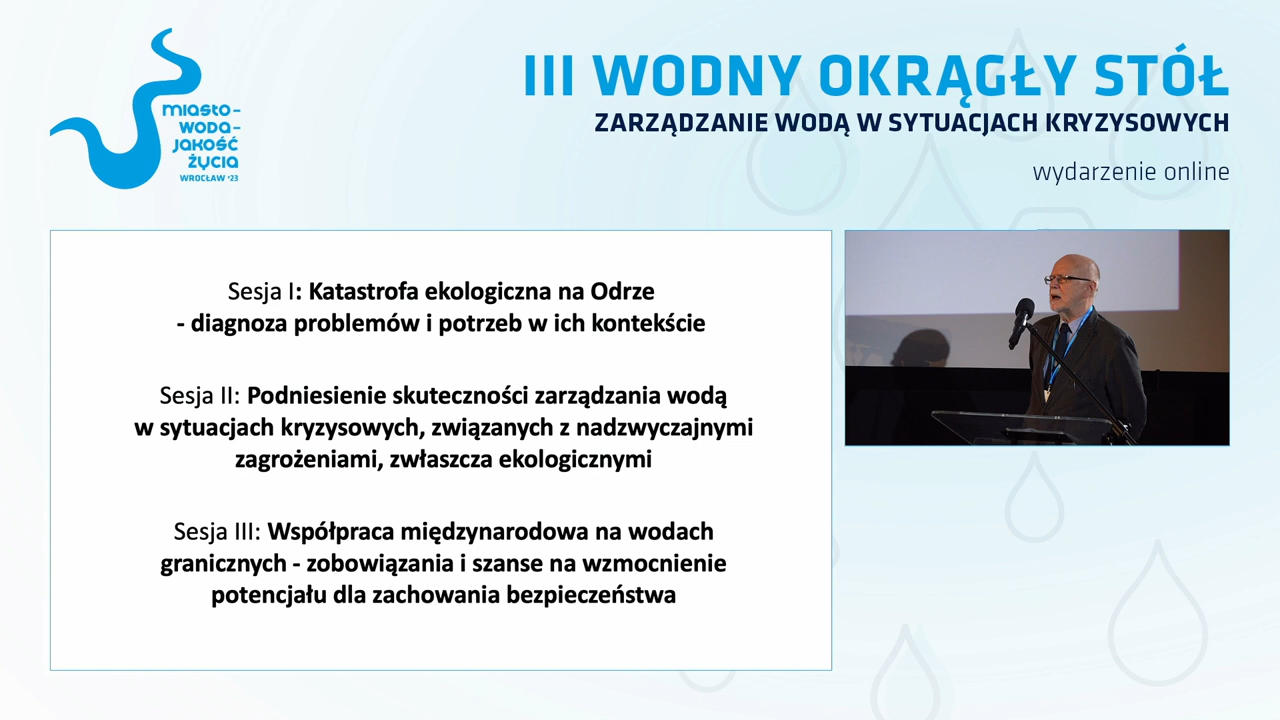 miasto-
woda-
jakość
życia
WROCŁAW '23
III WODNY OKRĄGŁY STÓŁ
ZARZĄDZANIE WODĄ W SYTUACJACH KRYZYSOWYCH
wydarzenie online
Sesja I: Katastrofa ekologiczna na Odrze
- diagnoza problemów i potrzeb w ich kontekście
Sesja II: Podniesienie skuteczności zarządzania wodą
w sytuacjach kryzysowych, związanych z nadzwyczajnymi
zagrożeniami, zwłaszcza ekologicznymi
Sesja III: Współpraca międzynarodowa na wodach
granicznych - zobowiązania i szanse na wzmocnienie
potencjału dla zachowania bezpieczeństwa